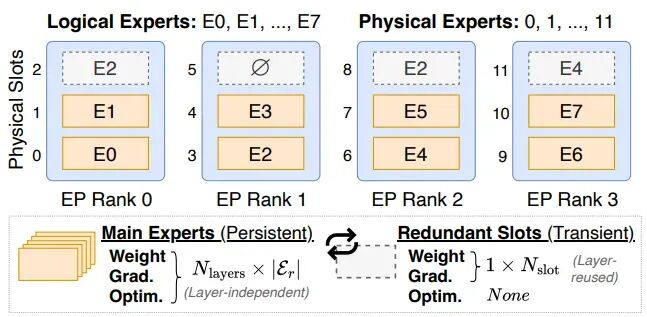 Logical Experts: E0, E1, ..., E7
Physical Experts: 0, 1, ..., 11
Physical Slots
2 E2 5 ∅ 8 E2 11 E4
1 E1 4 E3 7 E5 10 E7
0 E0 3 E2 6 E4 9 E6
EP Rank 0 EP Rank 1 EP Rank 2 EP Rank 3
Main Experts (Persistent)
Weight
Grad.
Optim.
N_layers × |ℰ_r|
(Layer-independent)
Redundant Slots (Transient)
Weight
Grad.
1 × N_slot
(Layer-
reused)
Optim. None